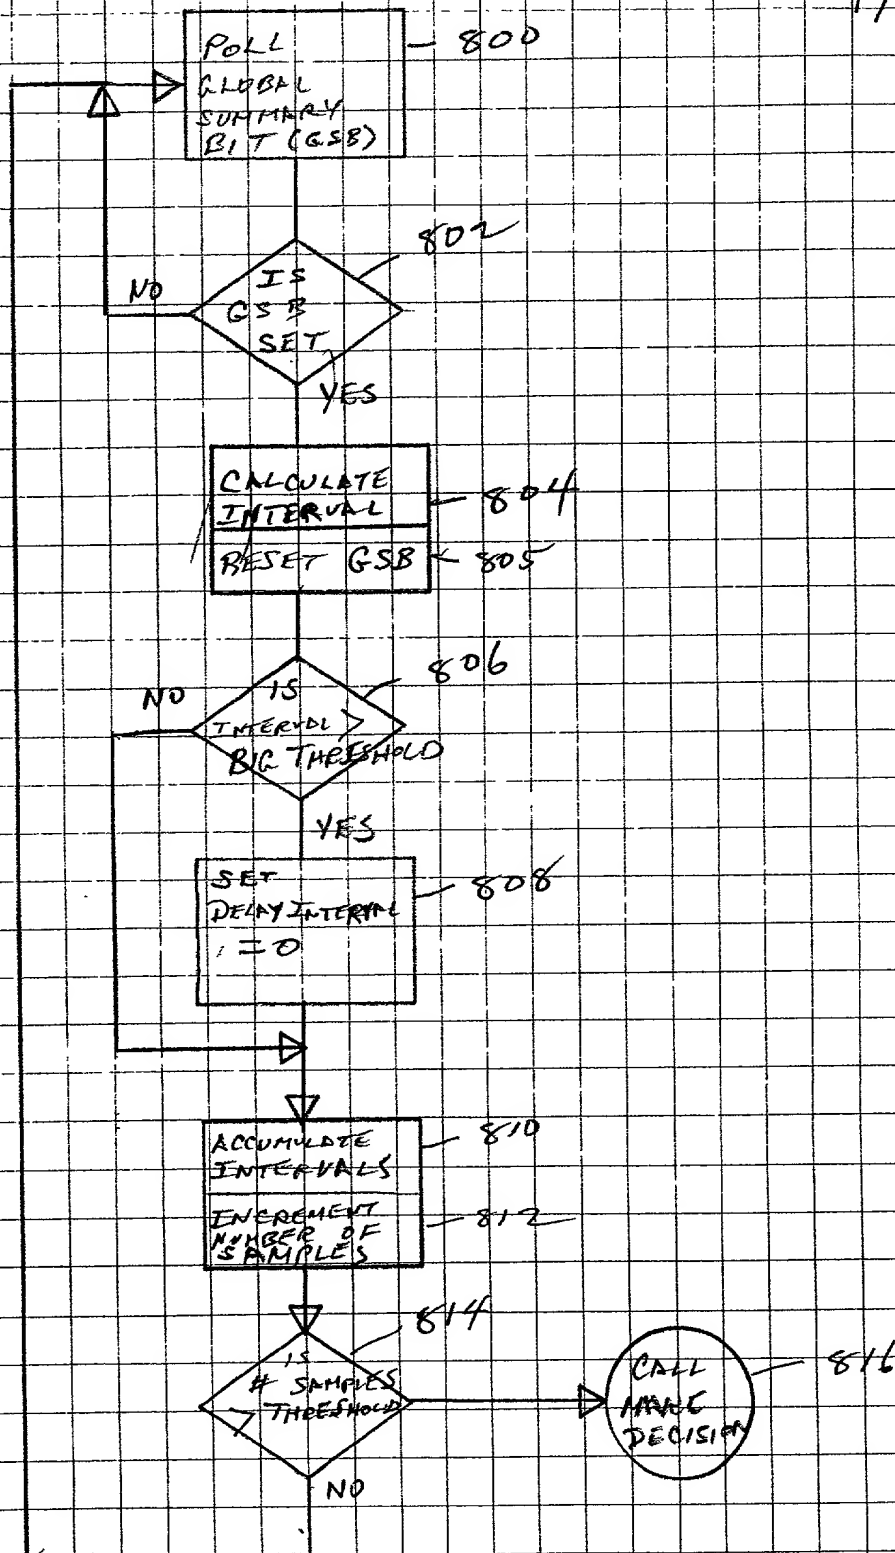 POLL
GLOBAL
SUMMARY
BIT (GSB)
800
IS
GSB
SET
802
NO
YES
CALCULATE
INTERVAL
804
RESET GSB
805
IS
INTERVAL >
BIG THRESHOLD
806
NO
YES
SET
DELAY INTERVAL
= 0
808
ACCUMULATE
INTERVALS
810
INCREMENT
NUMBER OF
SAMPLES
812
IS
# SAMPLES
> THRESHOLD
814
NO
CALL
MAKE
DECISION
816